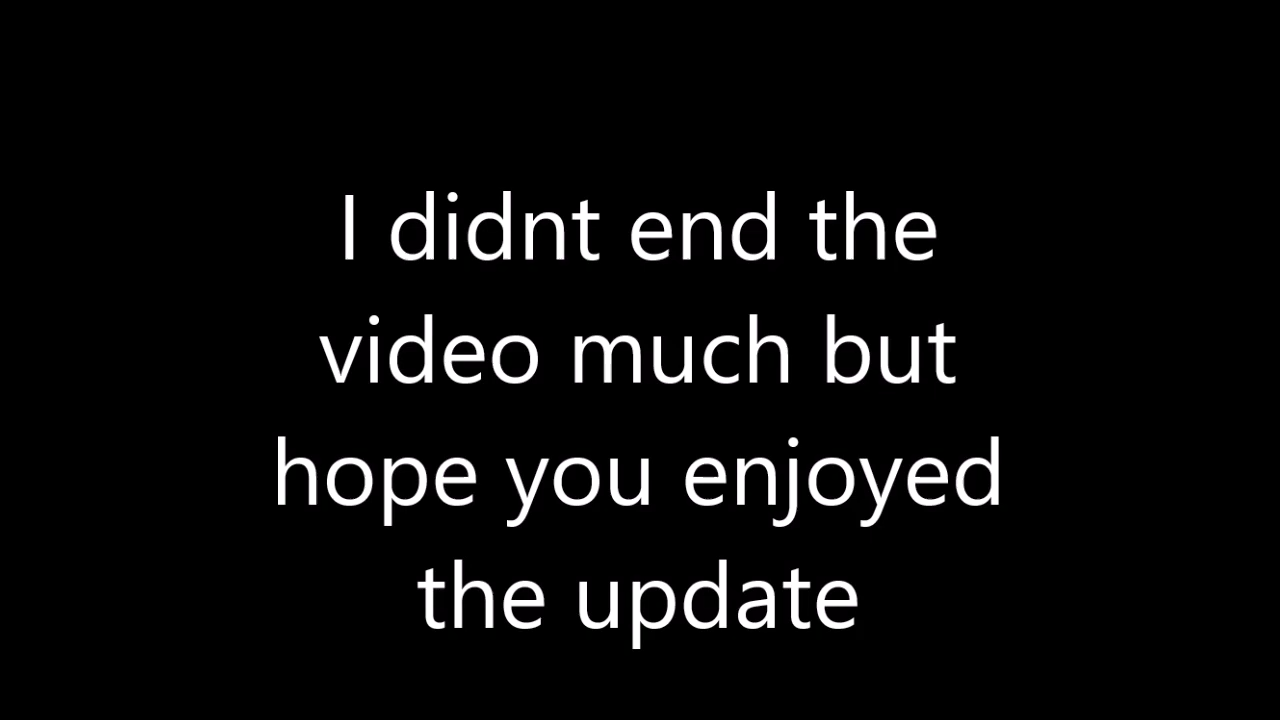 I didnt end the
video much but
hope you enjoyed
the update